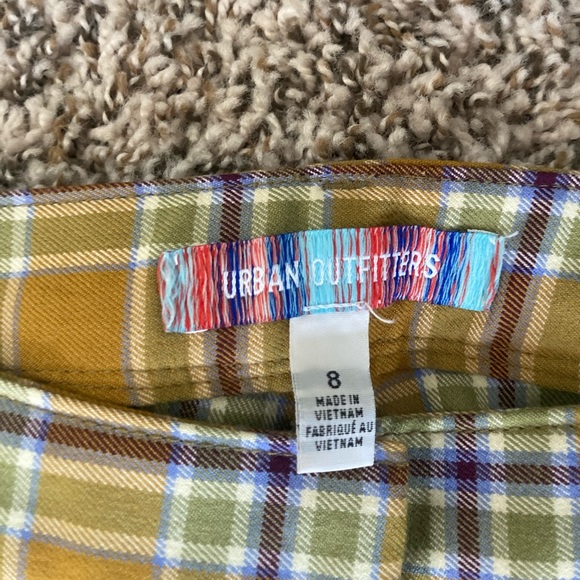 URBAN OUTFITTERS
8
MADE IN
VIETNAM
FABRIQUÉ AU
VIETNAM